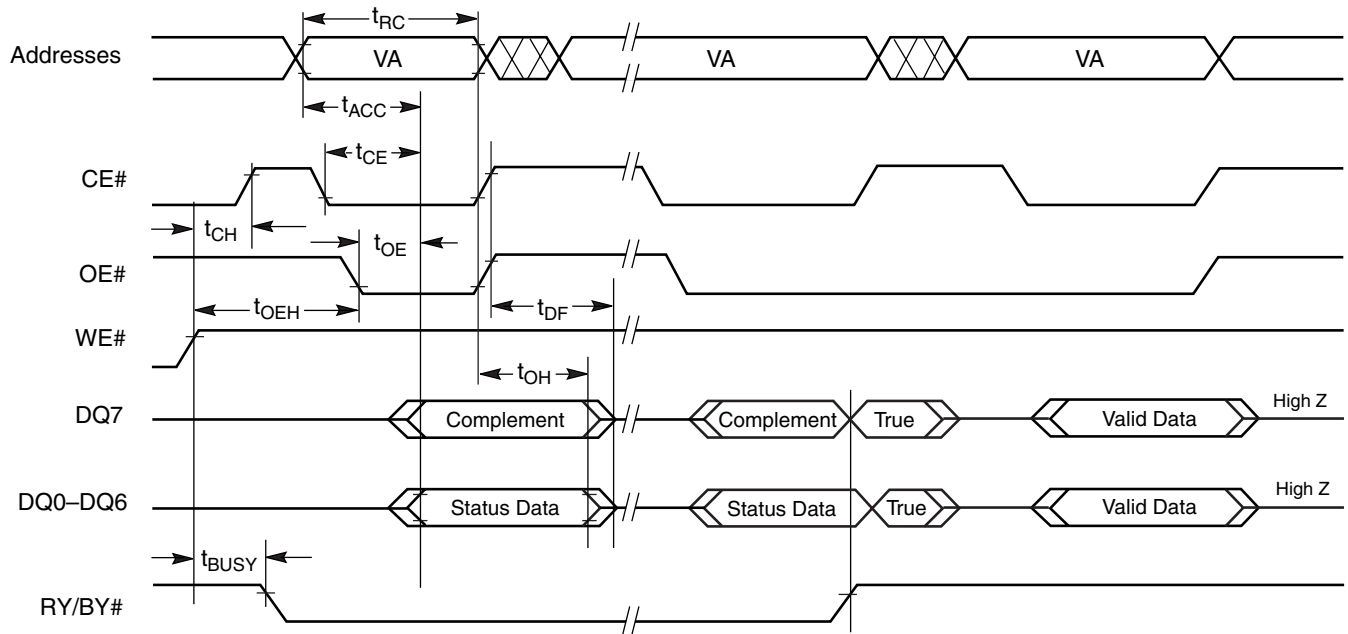 tRC
Addresses VA VA VA
tACC
tCE
CE#
tCH tOE
OE#
tOEH tDF
WE#
tOH
DQ7 Complement Complement True Valid Data High Z
DQ0–DQ6 Status Data Status Data True Valid Data High Z
tBUSY
RY/BY#